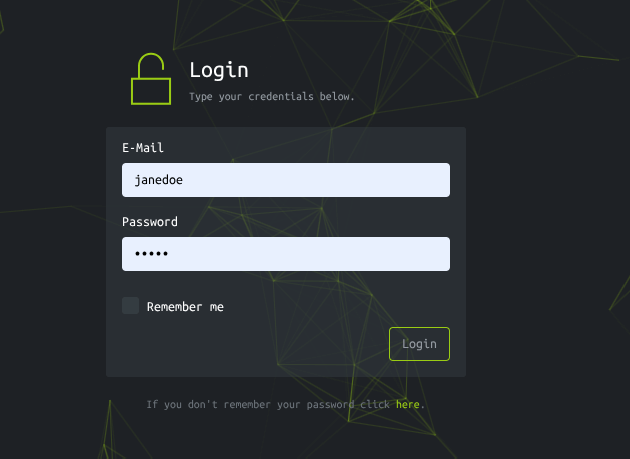 Login
Type your credentials below.
E-Mail
janedoe
Password
•••••
Remember me
Login
If you don't remember your password click here.